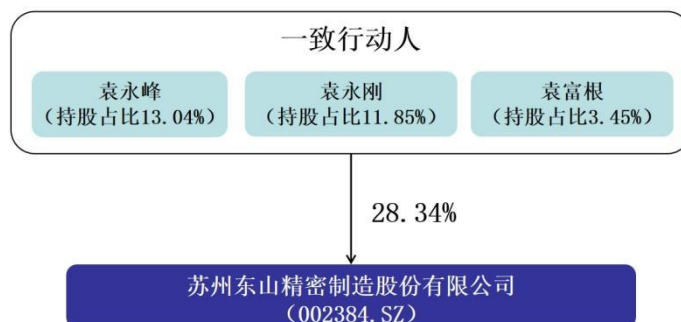 一致行动人
袁永峰
（持股占比13.04%）
袁永刚
（持股占比11.85%）
袁富根
（持股占比3.45%）
28.34%
苏州东山精密制造股份有限公司
（002384.SZ）